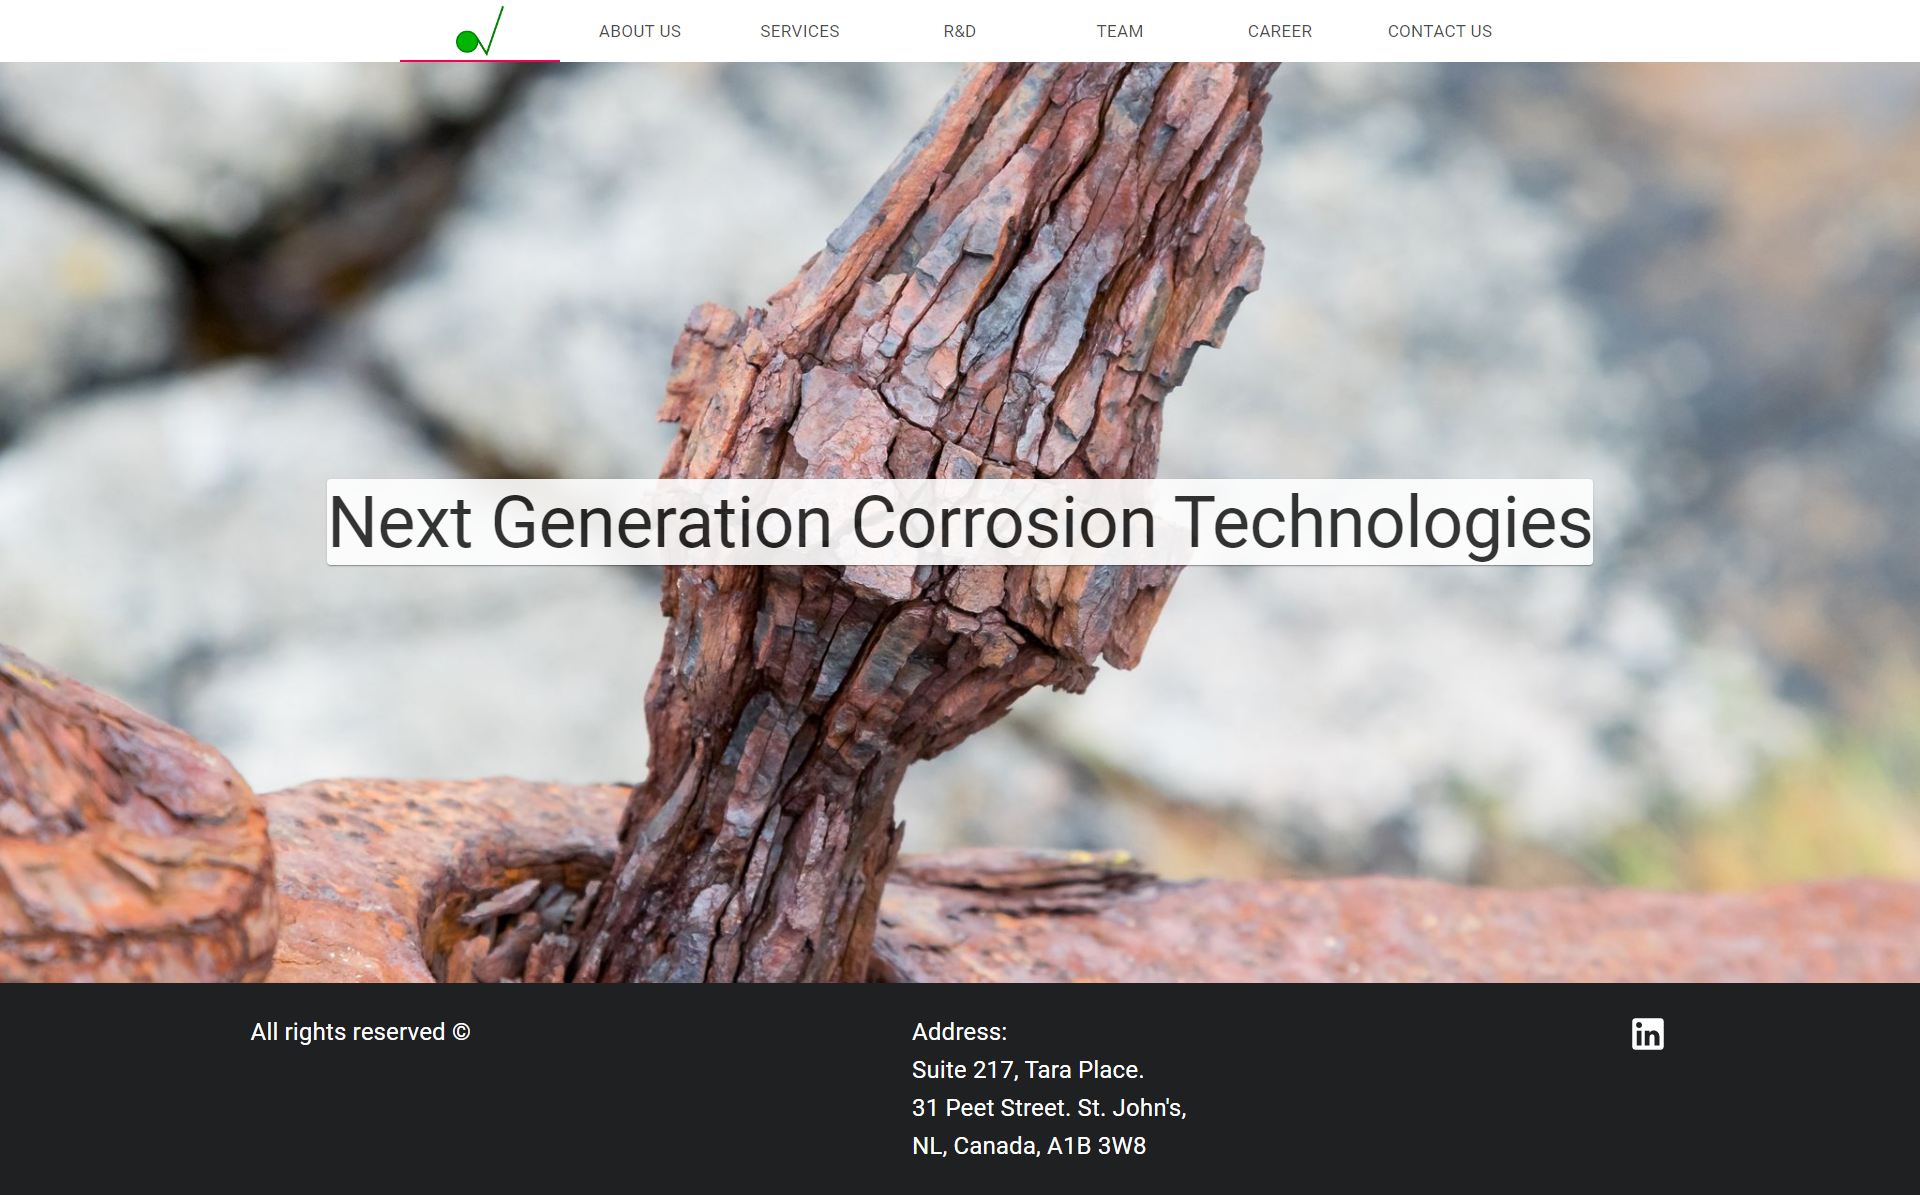 ABOUT US
SERVICES
R&D
TEAM
CAREER
CONTACT US
Next Generation Corrosion Technologies
All rights reserved ©
Address:
Suite 217, Tara Place.
31 Peet Street. St. John's,
NL, Canada, A1B 3W8
in